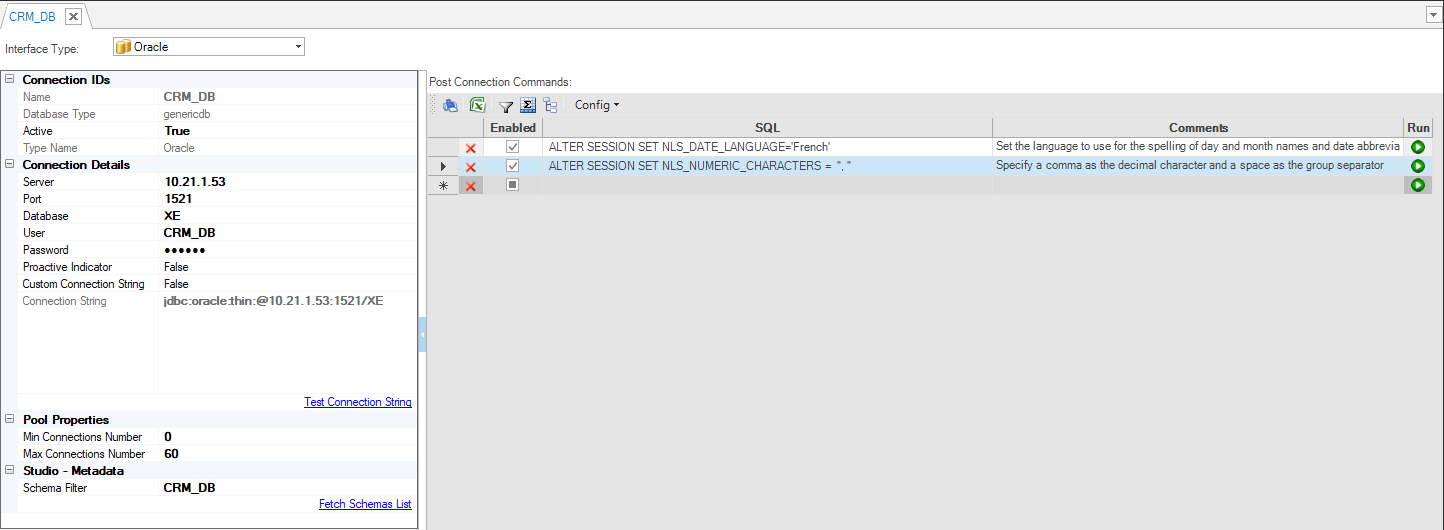 CRM_DB
Interface Type: Oracle
Connection IDs
Name CRM_DB
Database Type genericdb
Active True
Type Name Oracle
Connection Details
Server 10.21.1.53
Port 1521
Database XE
User CRM_DB
Password ●●●●●●
Proactive Indicator False
Custom Connection String False
Connection String jdbc:oracle:thin:@10.21.1.53:1521/XE
Test Connection String
Pool Properties
Min Connections Number 0
Max Connections Number 60
Studio - Metadata
Schema Filter CRM_DB
Fetch Schemas List
Post Connection Commands:
Config
Enabled SQL Comments Run
ALTER SESSION SET NLS_DATE_LANGUAGE='French' Set the language to use for the spelling of day and month names and date abbrevia
ALTER SESSION SET NLS_NUMERIC_CHARACTERS = ", " Specify a comma as the decimal character and a space as the group separator